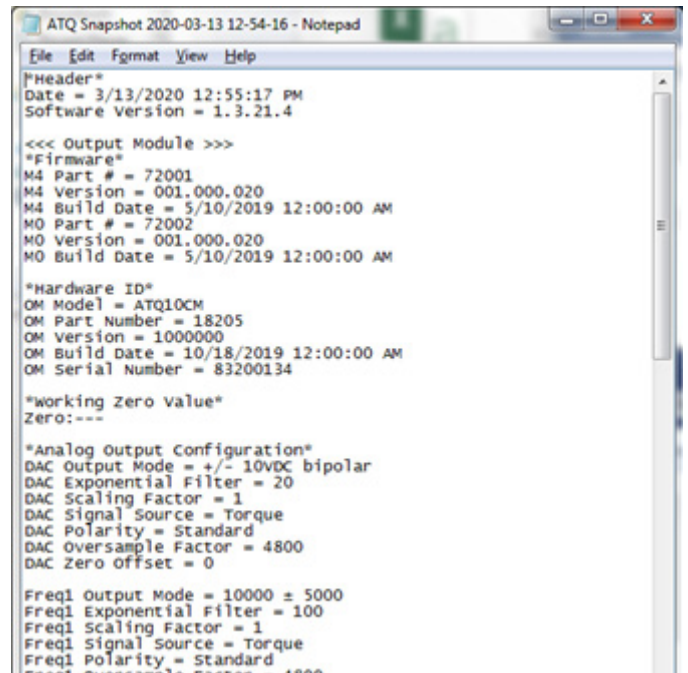 ATQ Snapshot 2020-03-13 12-54-16 - Notepad
File Edit Format View Help
*Header*
Date = 3/13/2020 12:55:17 PM
Software Version = 1.3.21.4
<<< Output Module >>>
*Firmware*
M4 Part # = 72001
M4 Version = 001.000.020
M4 Build Date = 5/10/2019 12:00:00 AM
M0 Part # = 72002
M0 Version = 001.000.020
M0 Build Date = 5/10/2019 12:00:00 AM
*Hardware ID*
OM Model = ATQ10CM
OM Part Number = 18205
OM Version = 1000000
OM Build Date = 10/18/2019 12:00:00 AM
OM Serial Number = 83200134
*Working Zero Value*
Zero:---
*Analog Output Configuration*
DAC Output Mode = +/- 10VDC bipolar
DAC Exponential Filter = 20
DAC Scaling Factor = 1
DAC Signal Source = Torque
DAC Polarity = Standard
DAC Oversample Factor = 4800
DAC Zero Offset = 0
Freq1 Output Mode = 10000 ± 5000
Freq1 Exponential Filter = 100
Freq1 Scaling Factor = 1
Freq1 Signal Source = Torque
Freq1 Polarity = Standard
Freq1 Oversample Factor = 4800